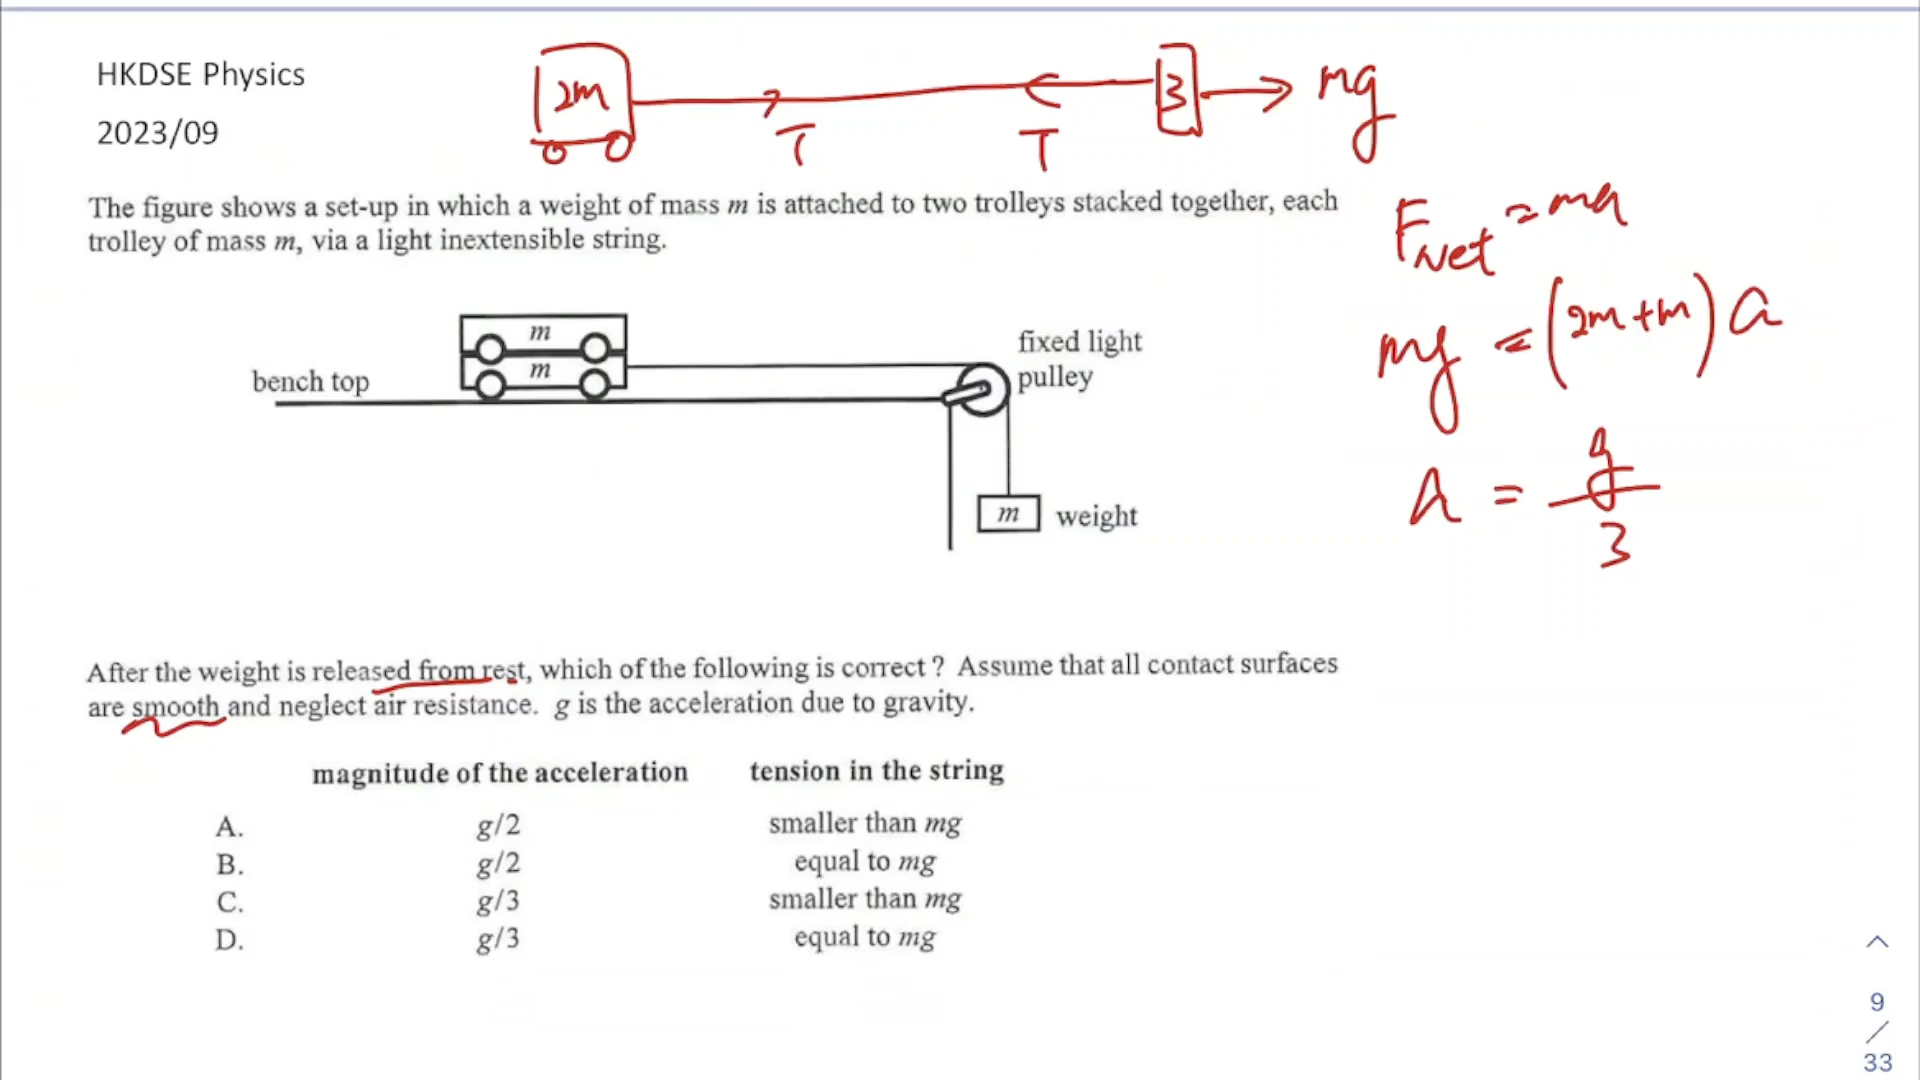 HKDSE Physics
2023/09
2m
T
T
mg
The figure shows a set-up in which a weight of mass m is attached to two trolleys stacked together, each
trolley of mass m, via a light inextensible string.
F_Net = ma
mg = (2m+m) a
a = g/3
m
m
bench top
fixed light
pulley
m weight
After the weight is released from rest, which of the following is correct ? Assume that all contact surfaces
are smooth and neglect air resistance. g is the acceleration due to gravity.
magnitude of the acceleration tension in the string
A. g/2 smaller than mg
B. g/2 equal to mg
C. g/3 smaller than mg
D. g/3 equal to mg
9
/
33